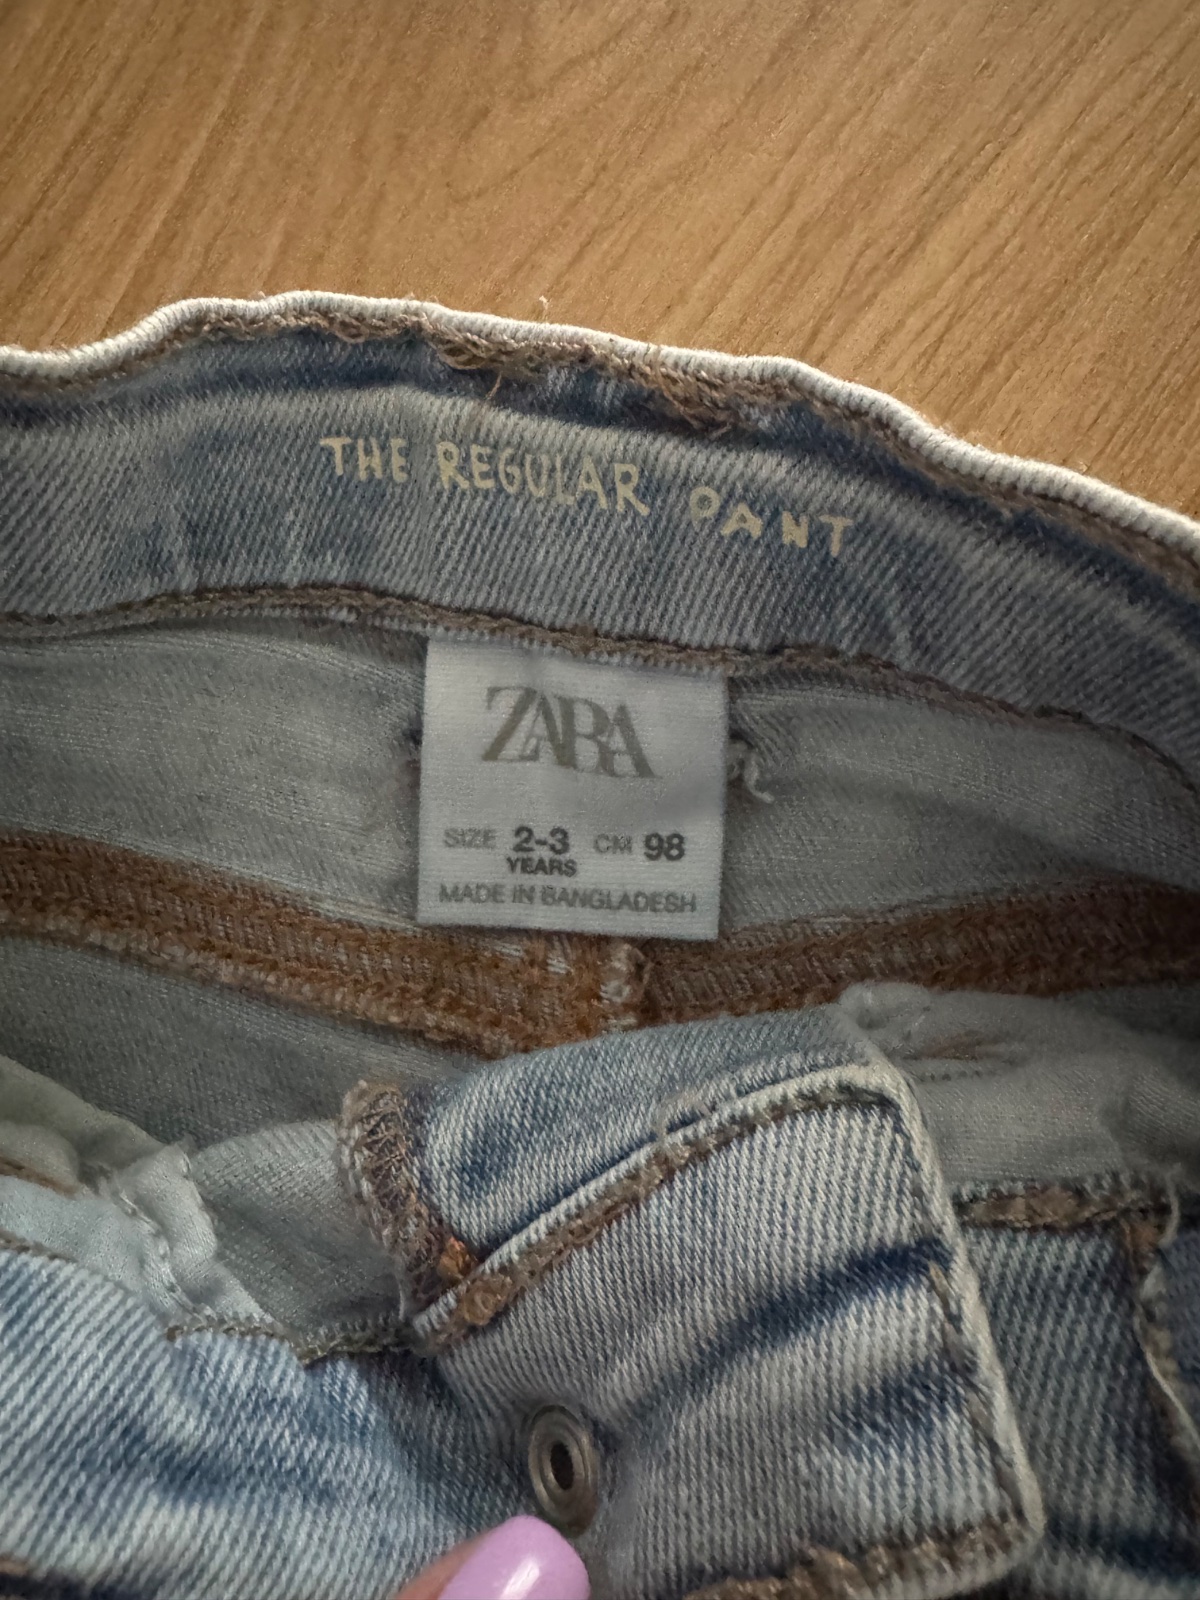 THE REGULAR PANT
ZARA
SIZE 2-3 CM 98
YEARS
MADE IN BANGLADESH